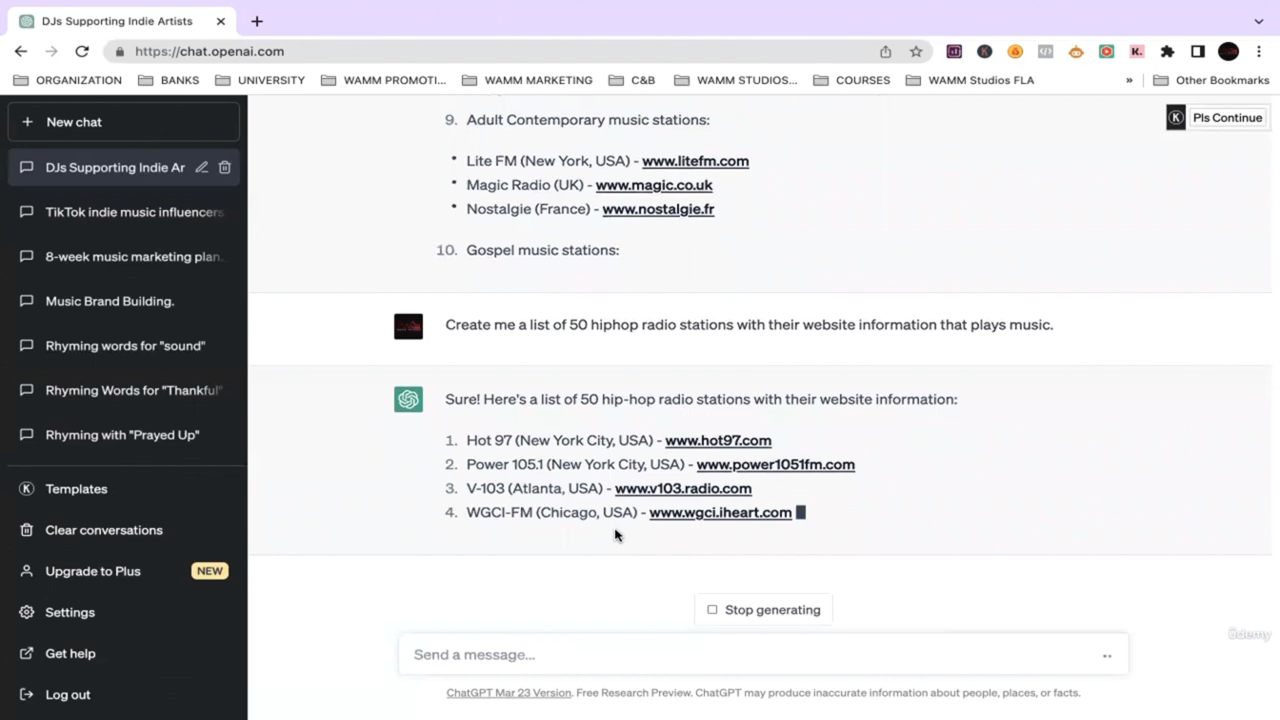 DJs Supporting Indie Artists
https://chat.openai.com
K.
ORGANIZATION BANKS UNIVERSITY WAMM PROMOTI... WAMM MARKETING C&B WAMM STUDIOS... COURSES WAMM Studios FLA » Other Bookmarks
New chat
DJs Supporting Indie Ar
TikTok indie music influencers
8-week music marketing plan.
Music Brand Building.
Rhyming words for "sound"
Rhyming Words for "Thankful"
Rhyming with "Prayed Up"
Templates
Clear conversations
Upgrade to Plus NEW
Settings
Get help
Log out
K Pls Continue
9. Adult Contemporary music stations:
• Lite FM (New York, USA) - www.litefm.com
• Magic Radio (UK) - www.magic.co.uk
• Nostalgie (France) - www.nostalgie.fr
10. Gospel music stations:
Create me a list of 50 hiphop radio stations with their website information that plays music.
Sure! Here's a list of 50 hip-hop radio stations with their website information:
1. Hot 97 (New York City, USA) - www.hot97.com
2. Power 105.1 (New York City, USA) - www.power1051fm.com
3. V-103 (Atlanta, USA) - www.v103.radio.com
4. WGCI-FM (Chicago, USA) - www.wgci.iheart.com
Stop generating
Send a message...
ChatGPT Mar 23 Version. Free Research Preview. ChatGPT may produce inaccurate information about people, places, or facts.
ûdemy